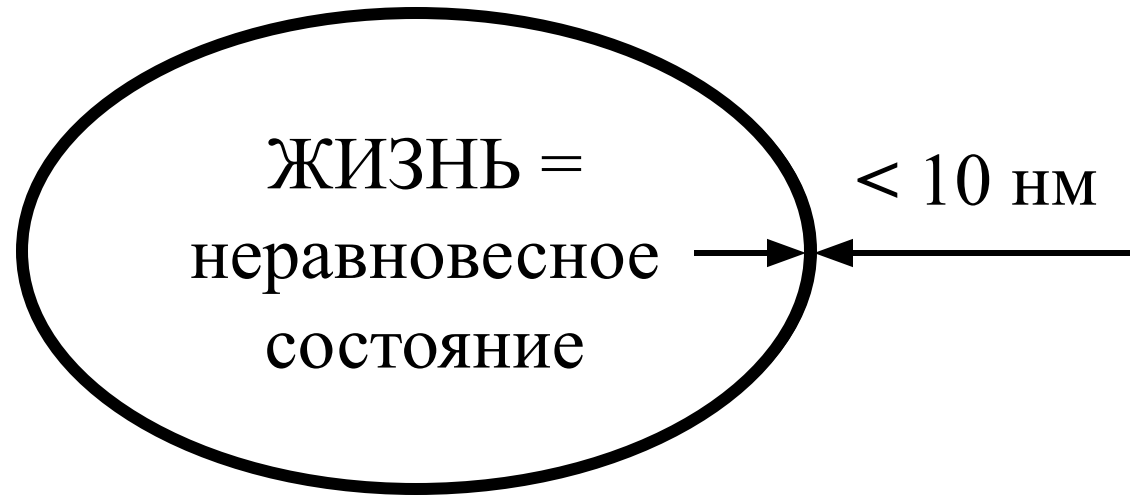 ЖИЗНЬ =
неравновесное
состояние
< 10 нм